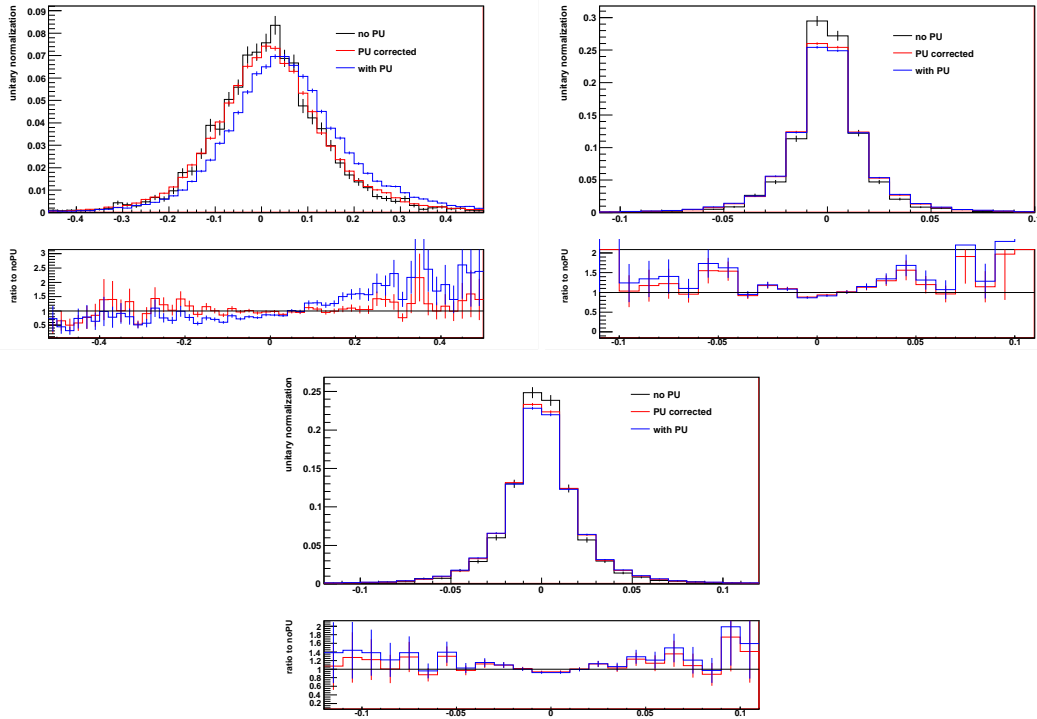 unitary normalization
0.09
0.08
0.07
0.06
0.05
0.04
0.03
0.02
0.01
0
no PU
PU corrected
with PU
-0.4 -0.3 -0.2 -0.1 0 0.1 0.2 0.3 0.4
ratio to noPU
3
2.5
2
1.5
1
0.5
-0.4 -0.2 0 0.2 0.4
unitary normalization
0.3
0.25
0.2
0.15
0.1
0.05
0
no PU
PU corrected
with PU
-0.1 -0.05 0 0.05 0.1
ratio to noPU
2
1.5
1
0.5
0
-0.1 -0.05 0 0.05 0.1
unitary normalization
0.25
0.2
0.15
0.1
0.05
0
no PU
PU corrected
with PU
-0.1 -0.05 0 0.05 0.1
ratio to noPU
2
1.8
1.6
1.4
1.2
1
0.8
0.6
0.4
0.2
-0.1 -0.05 0 0.05 0.1